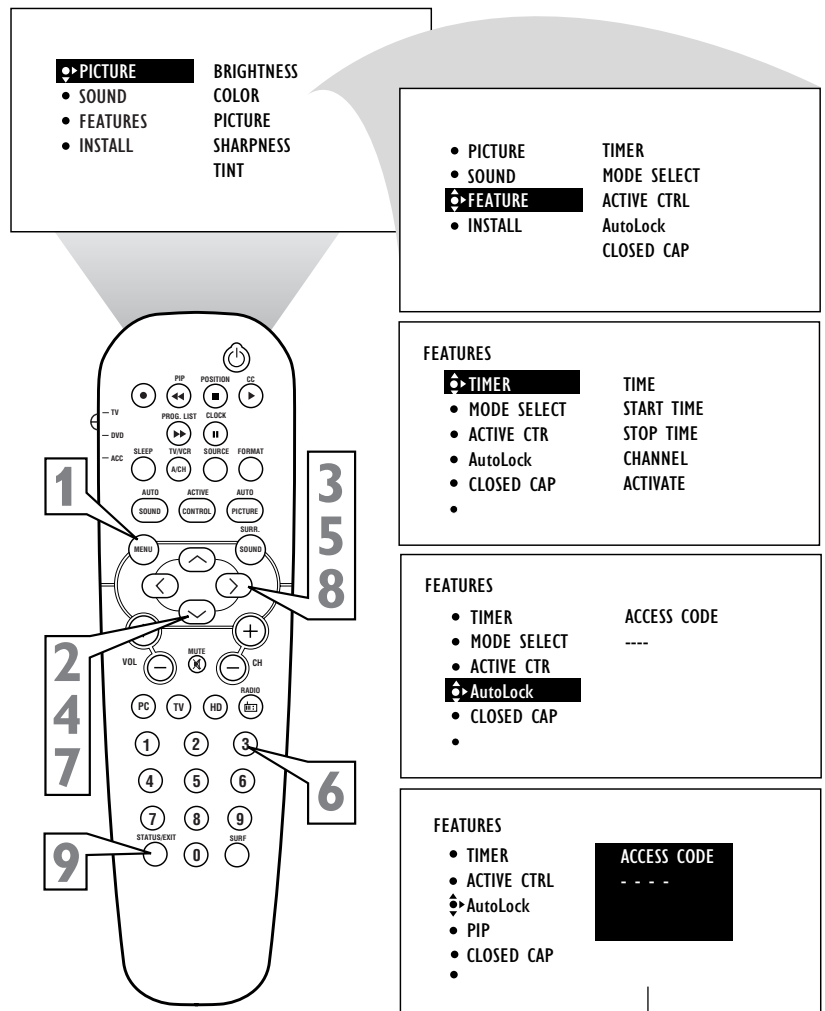 PICTURE BRIGHTNESS
• SOUND COLOR
• FEATURES PICTURE
• INSTALL SHARPNESS
TINT
• PICTURE TIMER
• SOUND MODE SELECT
FEATURE ACTIVE CTRL
• INSTALL AutoLock
CLOSED CAP
FEATURES
TIMER TIME
• MODE SELECT START TIME
• ACTIVE CTR STOP TIME
• AutoLock CHANNEL
• CLOSED CAP ACTIVATE
•
FEATURES
• TIMER ACCESS CODE
• MODE SELECT ----
• ACTIVE CTR
AutoLock
• CLOSED CAP
•
FEATURES
• TIMER ACCESS CODE
• ACTIVE CTRL - - - -
AutoLock
• PIP
• CLOSED CAP
•
PIP POSITION CC
TV
PROG. LIST CLOCK
DVD
ACC
SLEEP TV/VCR SOURCE FORMAT
A/CH
AUTO ACTIVE AUTO
SOUND CONTROL PICTURE
SURR.
MENU SOUND
+
VOL − MUTE − CH
RADIO
PC TV HD
1 2 3
4 5 6
7 8 9
STATUS/EXIT SURF
0
1
3
5
8
2
4
7
6
9